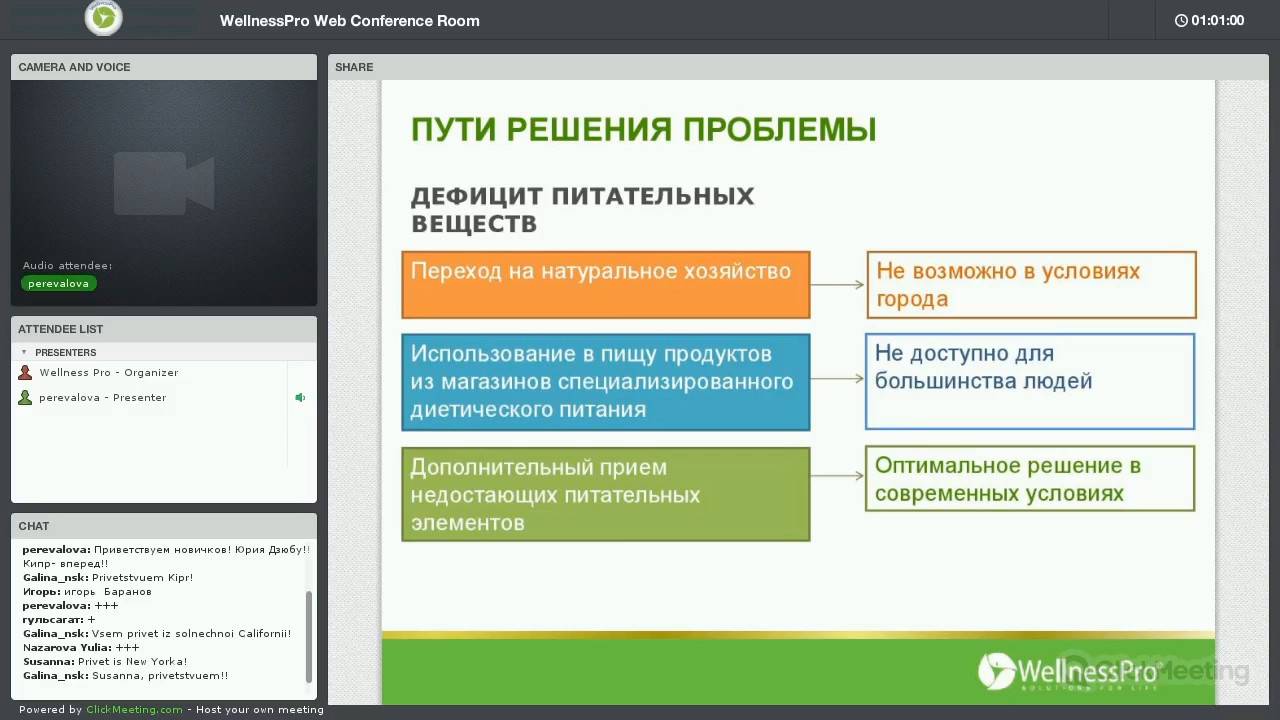 WellnessPro Web Conference Room
01:01:00
CAMERA AND VOICE
Audio attendee:
perevalova
ATTENDEE LIST
PRESENTERS
Wellness Pro - Organizer
perevalova - Presenter
CHAT
perevalova: Приветствуем новичков! Юрия Дзюбу!!
Кипр- вперед!!
Galina_nsk: Privetstvuem Kipr!
Игорь: игорь Баранов
perevalova: +++
гульсагат: +
Galina_nsk: Vsem privet iz solnechnoi Californii!
Nazarova Yulia: +++
Susanna: Privet is New Yorka!
Galina_nsk: Susanna, privetstvuem!!
Powered by ClickMeeting.com - Host your own meeting
SHARE
ПУТИ РЕШЕНИЯ ПРОБЛЕМЫ
ДЕФИЦИТ ПИТАТЕЛЬНЫХ
ВЕЩЕСТВ
Переход на натуральное хозяйство
Не возможно в условиях
города
Использование в пищу продуктов
из магазинов специализированного
диетического питания
Не доступно для
большинства людей
Дополнительный прием
недостающих питательных
элементов
Оптимальное решение в
современных условиях
WellnessPro
SOLUTIONS FOR LIFE
Meeting